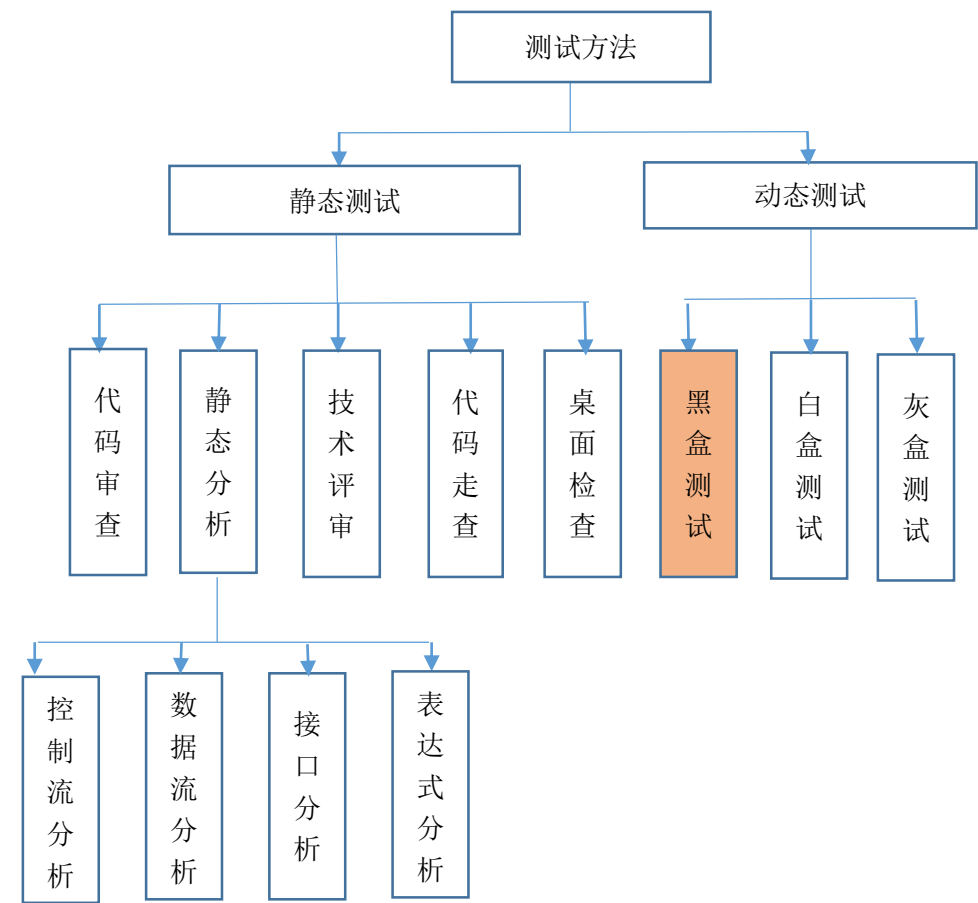 测试方法
静态测试
动态测试
代码审查
静态分析
技术评审
代码走查
桌面检查
黑盒测试
白盒测试
灰盒测试
控制流分析
数据流分析
接口分析
表达式分析